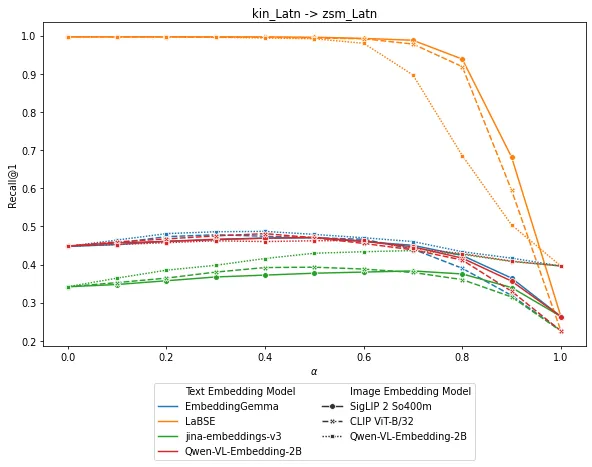 kin_Latn -> zsm_Latn
Recall@1
1.0
0.9
0.8
0.7
0.6
0.5
0.4
0.3
0.2
0.0 0.2 0.4 0.6 0.8 1.0
α
Text Embedding Model Image Embedding Model
EmbeddingGemma SigLIP 2 So400m
LaBSE CLIP ViT-B/32
jina-embeddings-v3 Qwen-VL-Embedding-2B
Qwen-VL-Embedding-2B